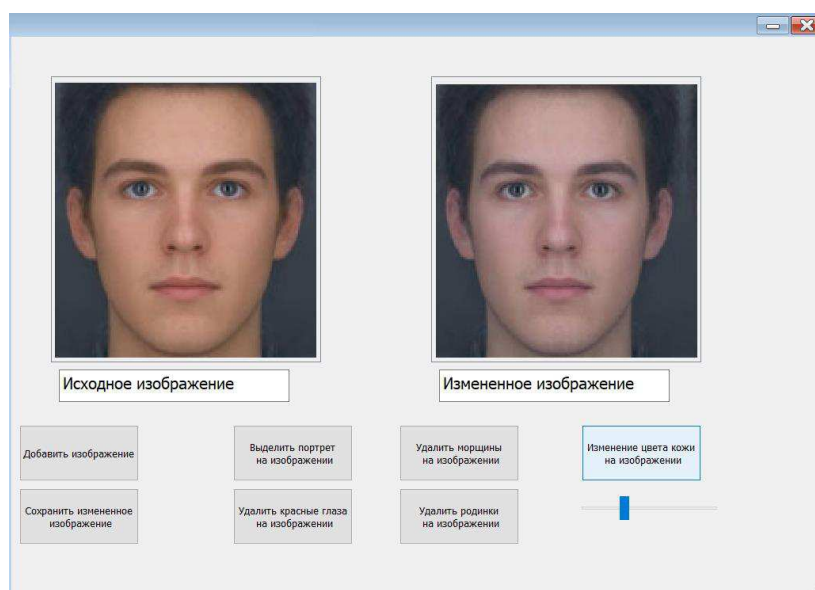 Исходное изображение
Измененное изображение
Добавить изображение
Выделить портрет
на изображении
Удалить морщины
на изображении
Изменение цвета кожи
на изображении
Сохранить измененное
изображение
Удалить красные глаза
на изображении
Удалить родинки
на изображении